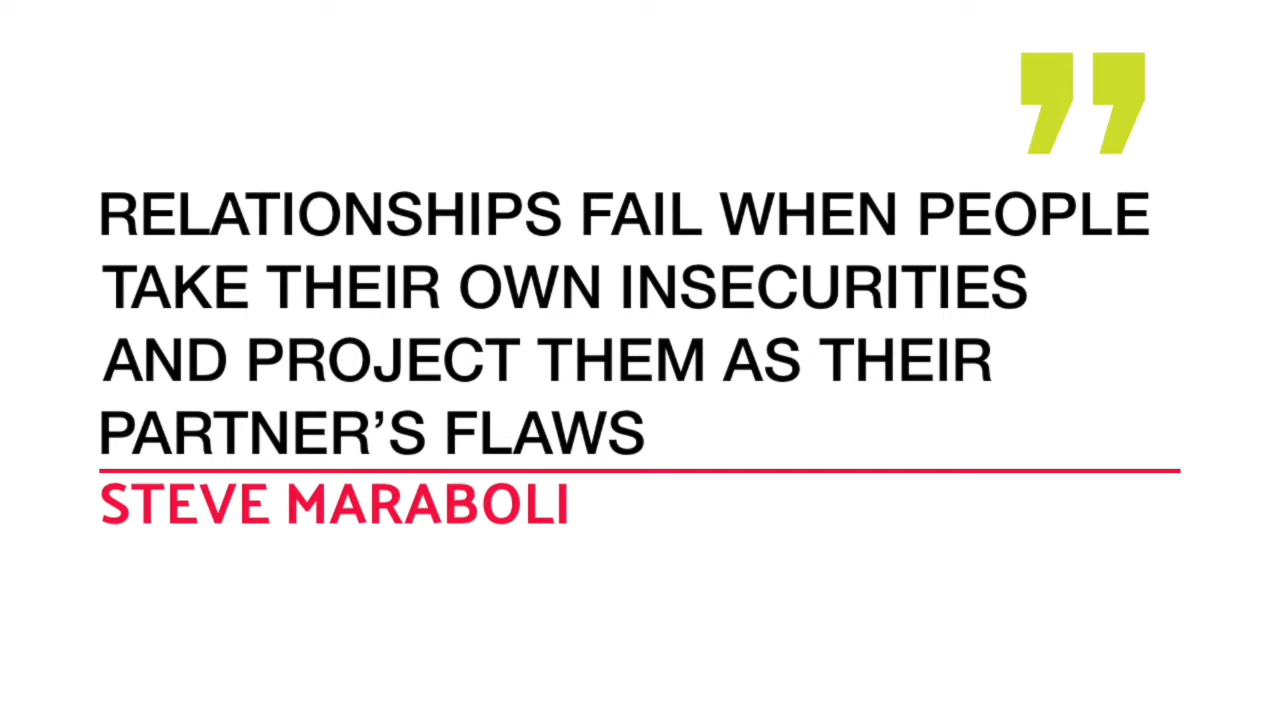 ”
RELATIONSHIPS FAIL WHEN PEOPLE
TAKE THEIR OWN INSECURITIES
AND PROJECT THEM AS THEIR
PARTNER’S FLAWS
STEVE MARABOLI